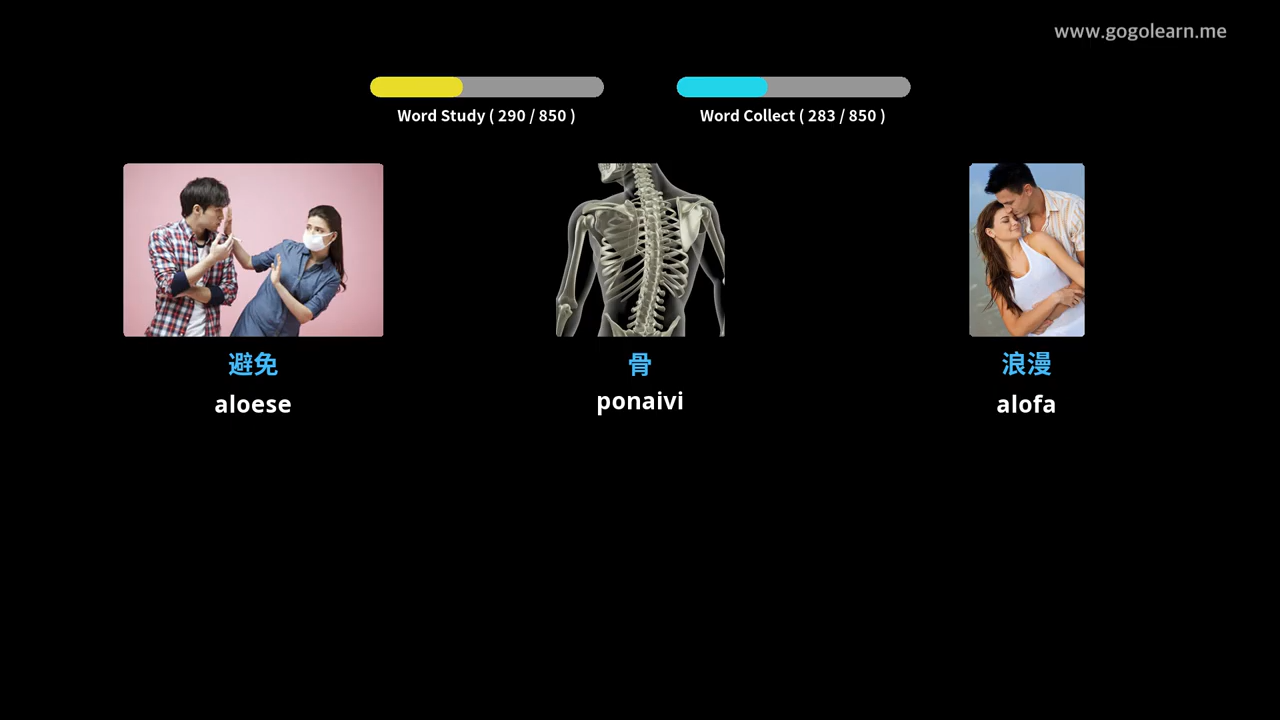 www.gogolearn.me
Word Study ( 290 / 850 )
Word Collect ( 283 / 850 )
避免
aloese
骨
ponaivi
浪漫
alofa